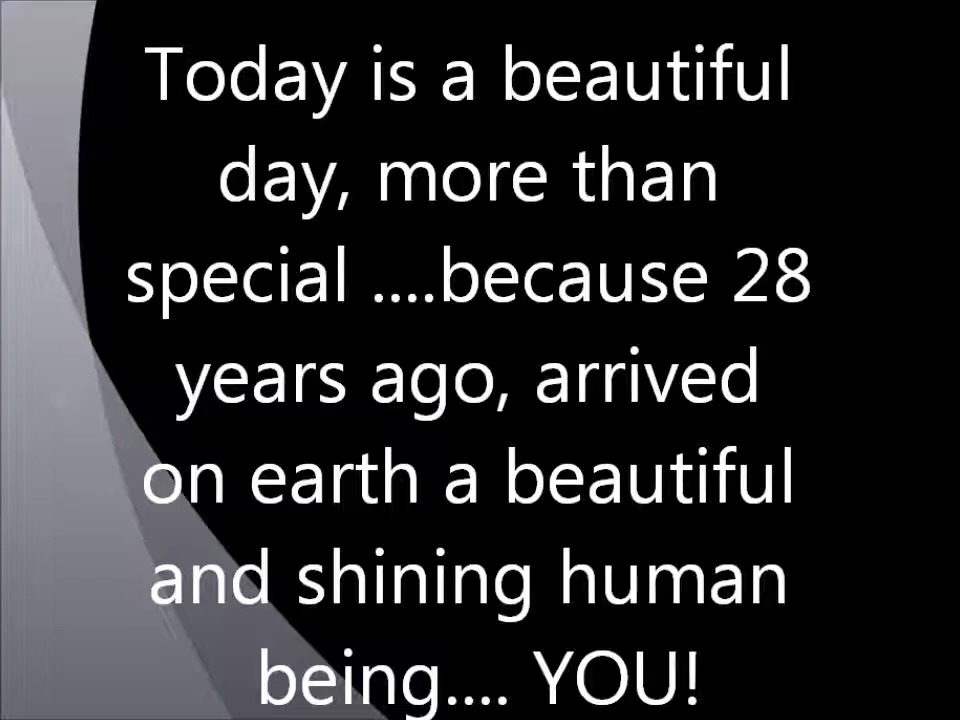 Today is a beautiful
day, more than
special ....because 28
years ago, arrived
on earth a beautiful
and shining human
being.... YOU!